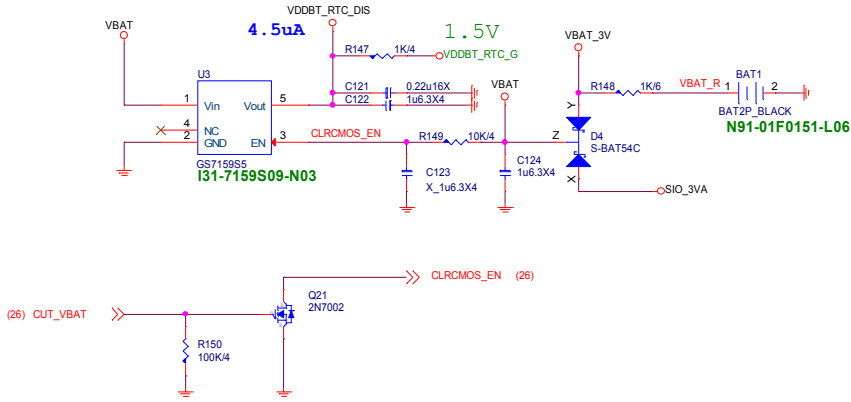 VDDBT_RTC_DIS
VBAT
4.5uA
1.5V
VBAT_3V
R147
1K/4
VDDBT_RTC_G
U3
C121
0.22u16X
VBAT
R148
1K/6
VBAT_R
1
BAT1
2
BAT2P_BLACK
N91-01F0151-L06
1
Vin
Vout
5
C122
1u6.3X4
Y
4
NC
2
GND
EN
3
CLRCMOS_EN
R149
10K/4
Z
D4
S-BAT54C
GS7159S5
I31-7159S09-N03
C123
X_1u6.3X4
C124
1u6.3X4
X
SIO_3VA
CLRCMOS_EN (26)
Q21
2N7002
(26) CUT_VBAT
R150
100K/4